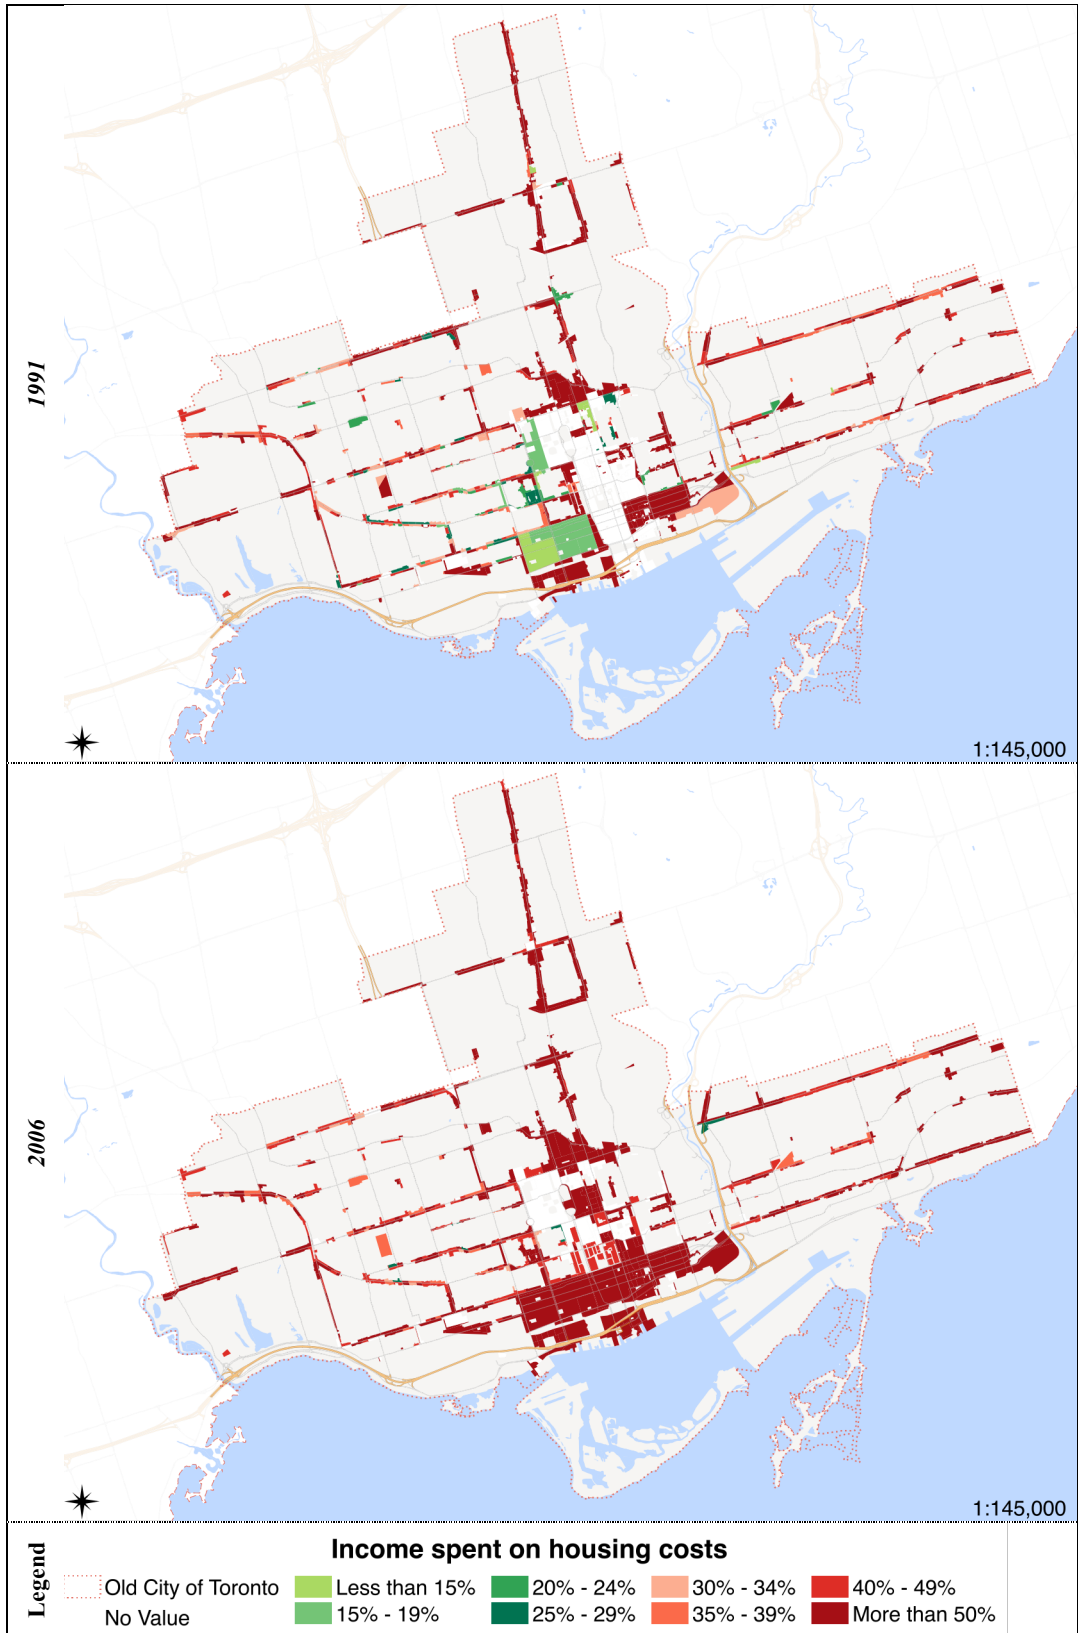 1991
1:145,000
2006
1:145,000
Legend
Income spent on housing costs
Old City of Toronto
No Value
Less than 15%
15% - 19%
20% - 24%
25% - 29%
30% - 34%
35% - 39%
40% - 49%
More than 50%